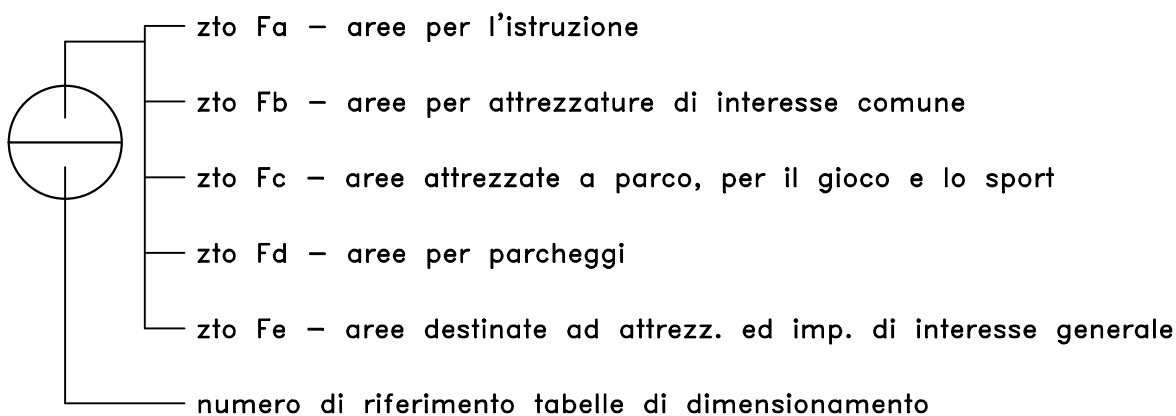 zto Fa – aree per l'istruzione
zto Fb – aree per attrezzature di interesse comune
zto Fc – aree attrezzate a parco, per il gioco e lo sport
zto Fd – aree per parcheggi
zto Fe – aree destinate ad attrezz. ed imp. di interesse generale
numero di riferimento tabelle di dimensionamento